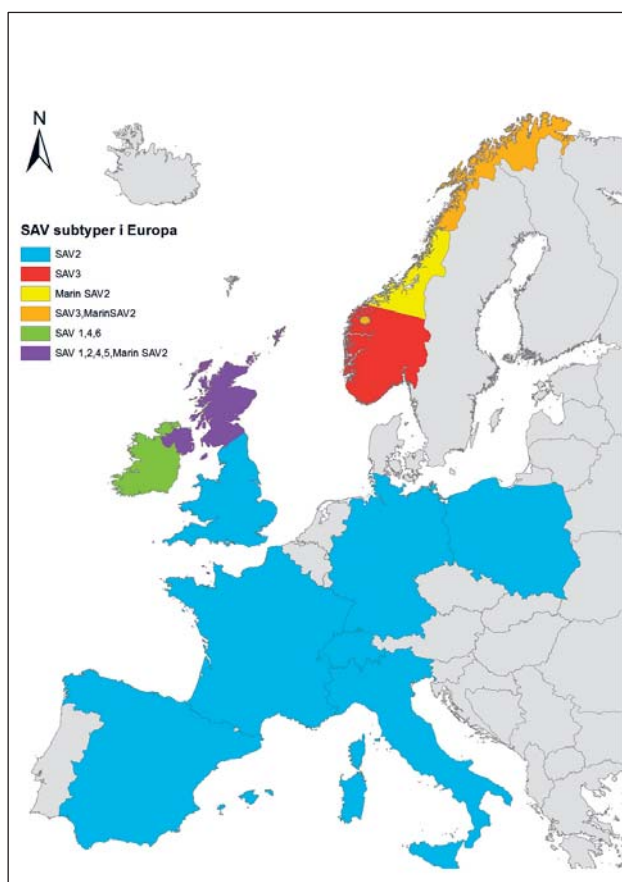 N
SAV subtyper i Europa
SAV2
SAV3
Marin SAV2
SAV3,MarinSAV2
SAV 1,4,6
SAV 1,2,4,5,Marin SAV2